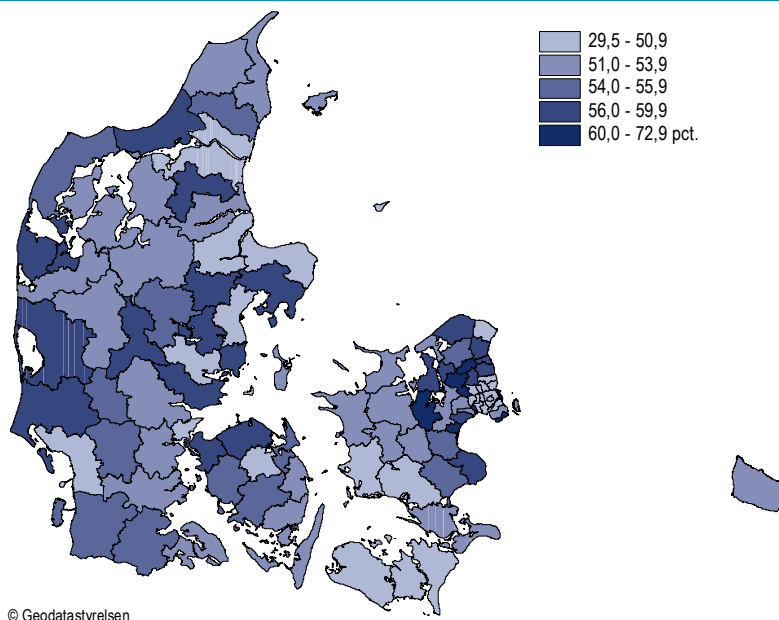 29,5 - 50,9
51,0 - 53,9
54,0 - 55,9
56,0 - 59,9
60,0 - 72,9 pct.
© Geodatastyrelsen